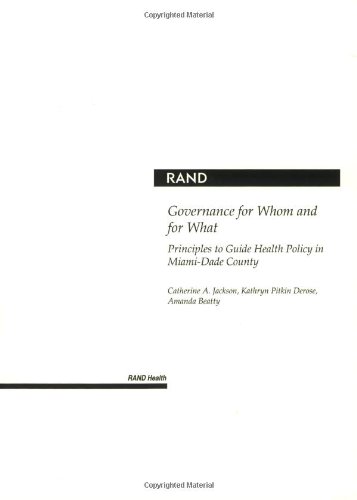 Copyrighted Material
RAND
Governance for Whom and
for What
Principles to Guide Health Policy in
Miami-Dade County
Catherine A. Jackson, Kathryn Pitkin Derose,
Amanda Beatty
RAND Health
Copyrighted Material